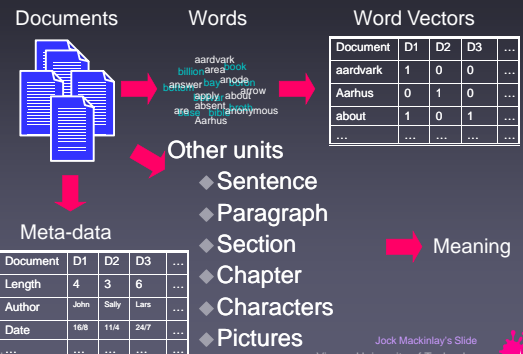 Documents
Words
Word Vectors
aardvark
billion area book
anode
answer bay
arrow
apply about
absent
are bible anonymous
Aarhus
Document D1 D2 D3 ...
aardvark 1 0 0 ...
Aarhus 0 1 0 ...
about 1 0 1 ...
... ... ... ... ...
Other units
Sentence
Paragraph
Section
Chapter
Characters
Pictures
Meaning
Meta-data
Document D1 D2 D3 ...
Length 4 3 6 ...
Author John Sally Lars ...
Date 16/8 11/4 24/7 ...
... ... ... ... ...
Jock Mackinlay's Slide